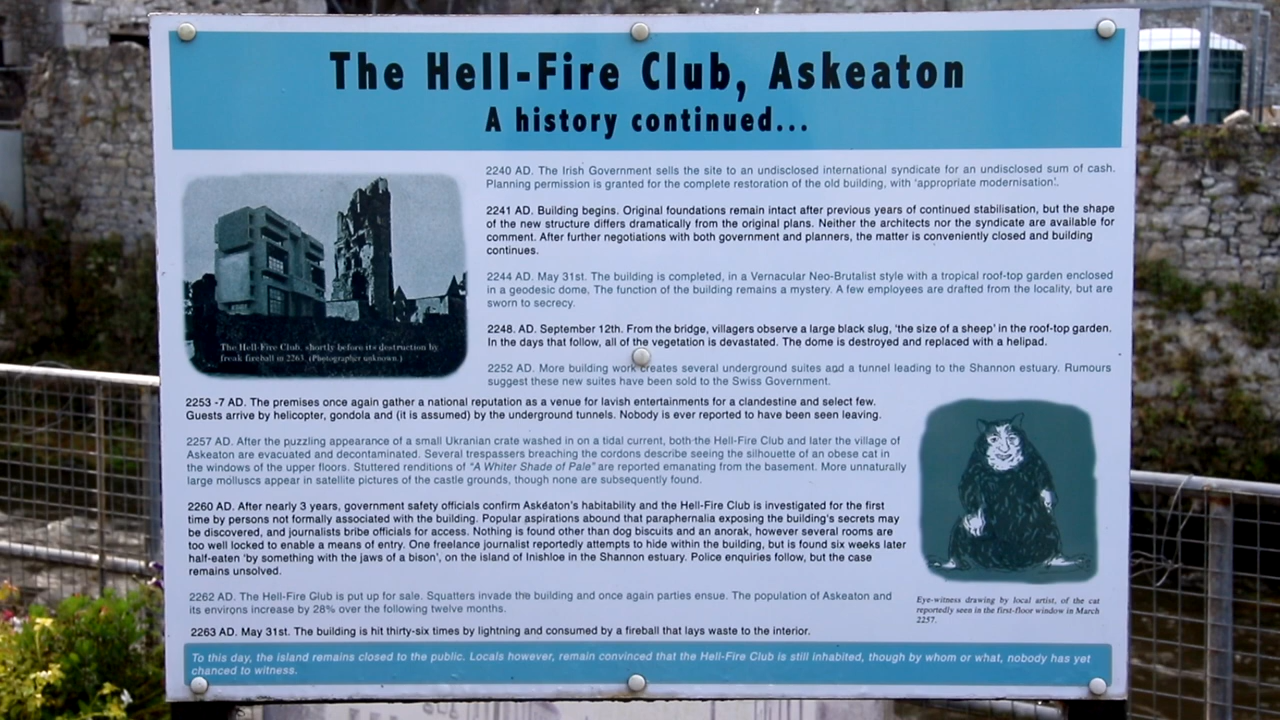 The Hell-Fire Club, Askeaton
A history continued...
2240 AD. The Irish Government sells the site to an undisclosed international syndicate for an undisclosed sum of cash.
Planning permission is granted for the complete restoration of the old building, with 'appropriate modernisation'.
2241 AD. Building begins. Original foundations remain intact after previous years of continued stabilisation, but the shape
of the new structure differs dramatically from the original plans. Neither the architects nor the syndicate are available for
comment. After further negotiations with both government and planners, the matter is conveniently closed and building
continues.
2244 AD. May 31st. The building is completed, in a Vernacular Neo-Brutalist style with a tropical roof-top garden enclosed
in a geodesic dome. The function of the building remains a mystery. A few employees are drafted from the locality, but are
sworn to secrecy.
2248. AD. September 12th. From the bridge, villagers observe a large black slug, 'the size of a sheep' in the roof-top garden.
In the days that follow, all of the vegetation is devastated. The dome is destroyed and replaced with a helipad.
The Hell-Fire Club, shortly before its destruction by
freak fireball in 2263. (Photographer unknown.)
2252 AD. More building work creates several underground suites and a tunnel leading to the Shannon estuary. Rumours
suggest these new suites have been sold to the Swiss Government.
2253 -7 AD. The premises once again gather a national reputation as a venue for lavish entertainments for a clandestine and select few.
Guests arrive by helicopter, gondola and (it is assumed) by the underground tunnels. Nobody is ever reported to have been seen leaving.
2257 AD. After the puzzling appearance of a small Ukranian crate washed in on a tidal current, both the Hell-Fire Club and later the village of
Askeaton are evacuated and decontaminated. Several trespassers breaching the cordons describe seeing the silhouette of an obese cat in
the windows of the upper floors. Stuttered renditions of "A Whiter Shade of Pale" are reported emanating from the basement. More unnaturally
large molluscs appear in satellite pictures of the castle grounds, though none are subsequently found.
2260 AD. After nearly 3 years, government safety officials confirm Askeaton's habitability and the Hell-Fire Club is investigated for the first
time by persons not formally associated with the building. Popular aspirations abound that paraphernalia exposing the building's secrets may
be discovered, and journalists bribe officials for access. Nothing is found other than dog biscuits and an anorak, however several rooms are
too well locked to enable a means of entry. One freelance journalist reportedly attempts to hide within the building, but is found six weeks later
half-eaten 'by something with the jaws of a bison', on the island of Inishloe in the Shannon estuary. Police enquiries follow, but the case
remains unsolved.
2262 AD. The Hell-Fire Club is put up for sale. Squatters invade the building and once again parties ensue. The population of Askeaton and
its environs increase by 28% over the following twelve months.
2263 AD. May 31st. The building is hit thirty-six times by lightning and consumed by a fireball that lays waste to the interior.
Eye-witness drawing by local artist, of the cat
reportedly seen in the first-floor window in March
2257.
To this day, the island remains closed to the public. Locals however, remain convinced that the Hell-Fire Club is still inhabited, though by whom or what, nobody has yet
chanced to witness.